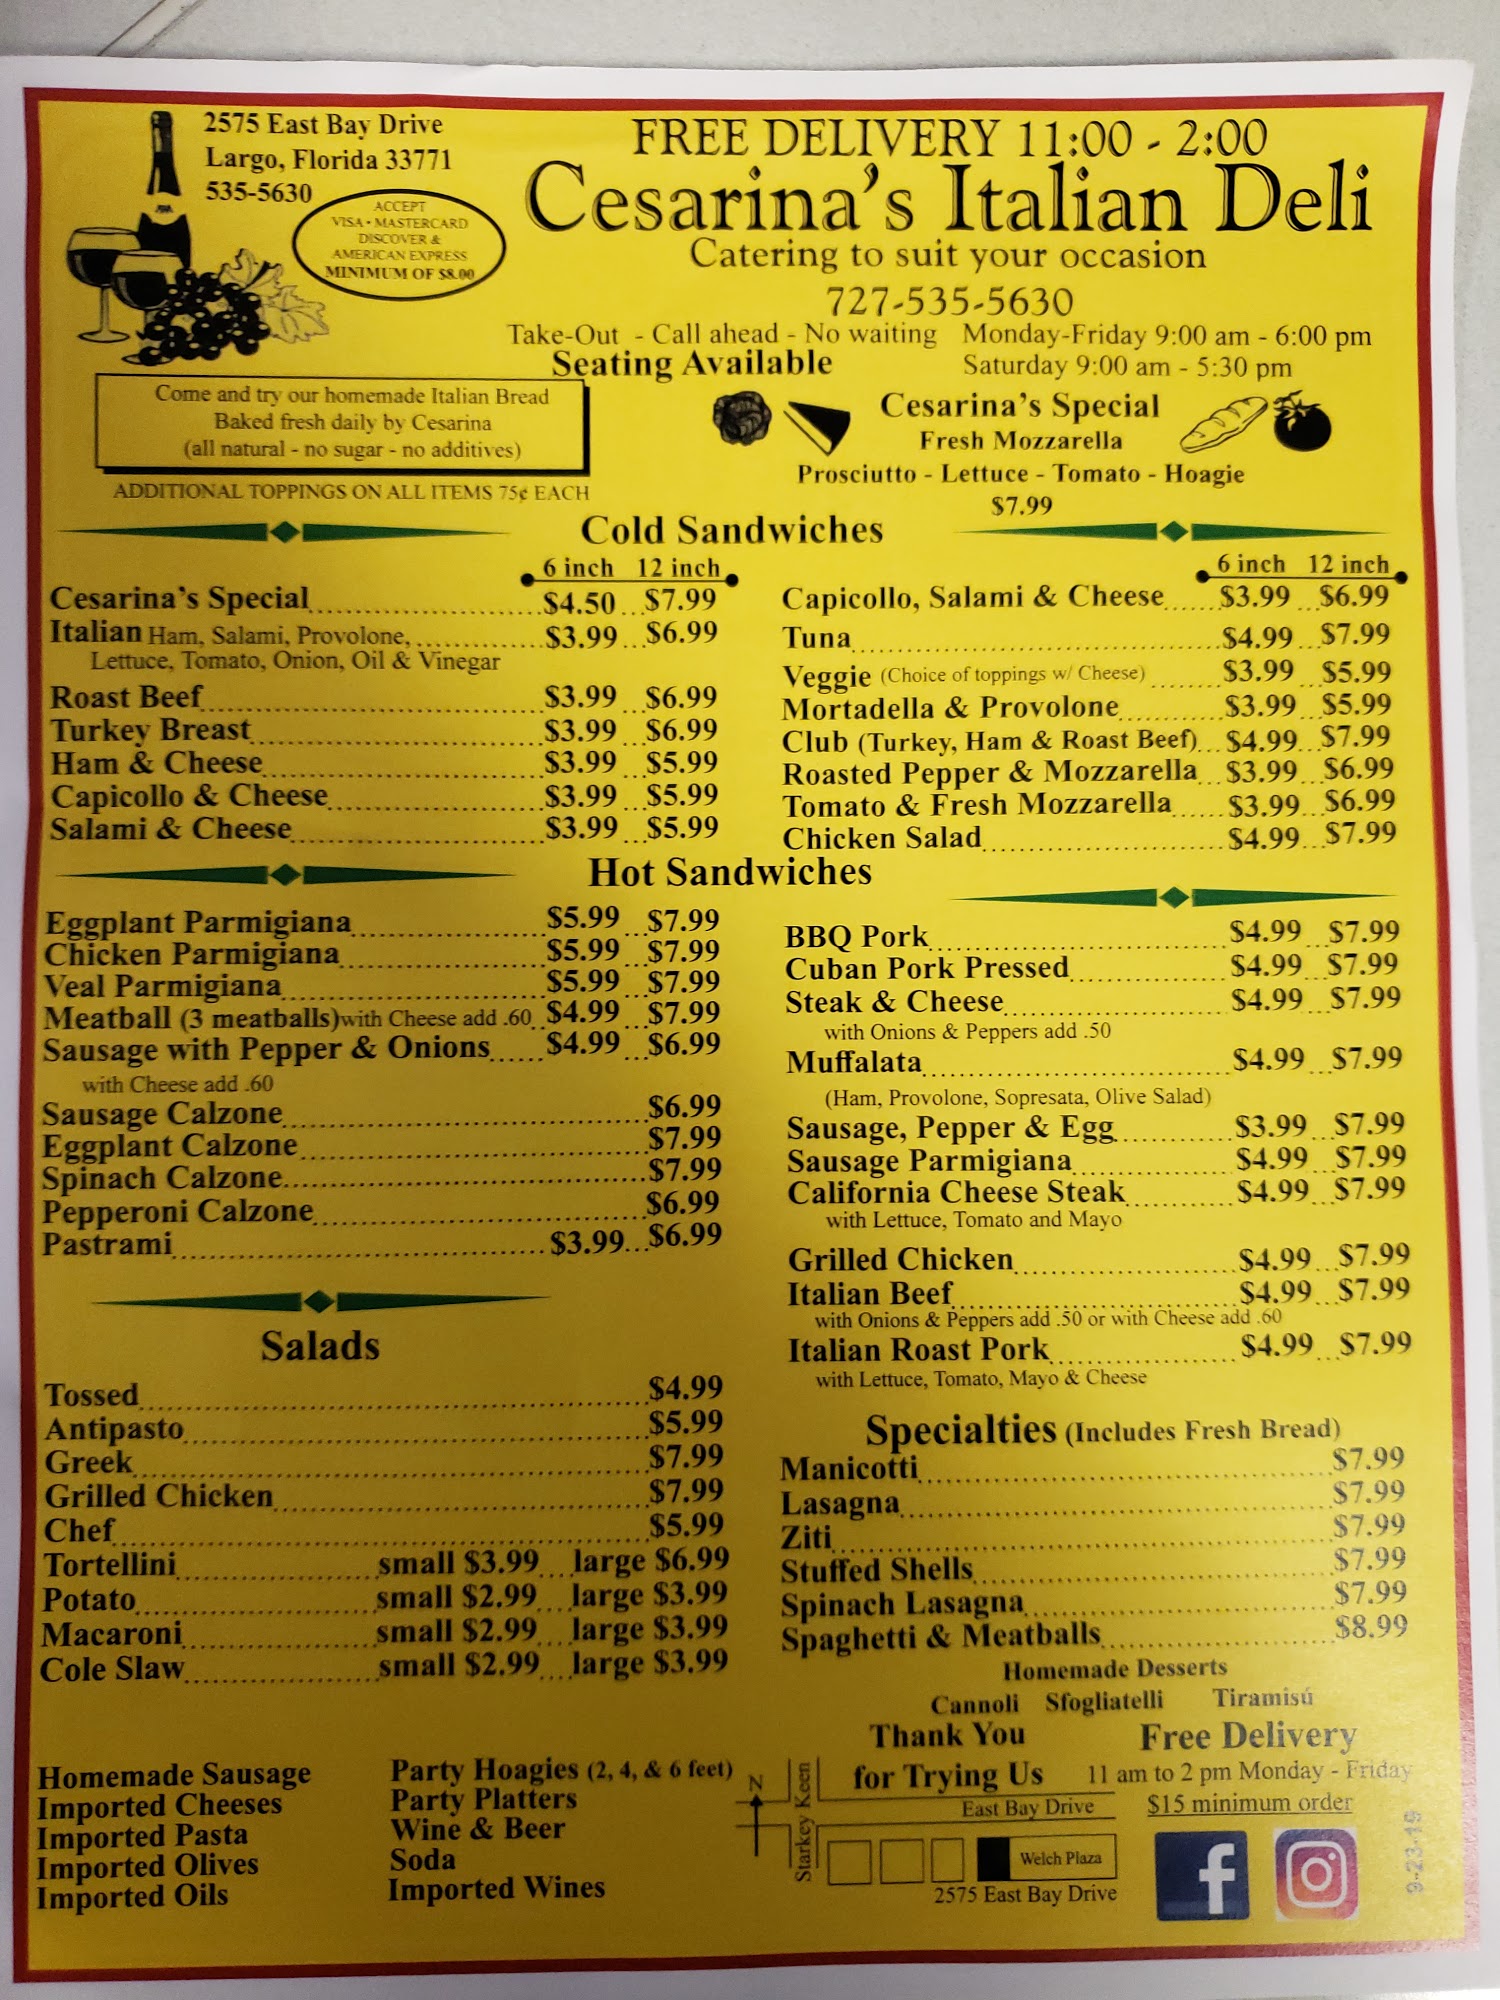 2575 East Bay Drive
Largo, Florida 33771
535-5630
ACCEPT
VISA • MASTERCARD
DISCOVER &
AMERICAN EXPRESS
MINIMUM OF $8.00
FREE DELIVERY 11:00 - 2:00
Cesarina's Italian Deli
Catering to suit your occasion
727-535-5630
Take-Out - Call ahead - No waiting Monday-Friday 9:00 am - 6:00 pm
Seating Available Saturday 9:00 am - 5:30 pm
Come and try our homemade Italian Bread
Baked fresh daily by Cesarina
(all natural - no sugar - no additives)
ADDITIONAL TOPPINGS ON ALL ITEMS 75¢ EACH
Cesarina's Special
Fresh Mozzarella
Prosciutto - Lettuce - Tomato - Hoagie
$7.99
Cold Sandwiches
6 inch 12 inch
Cesarina's Special $4.50 $7.99
Italian Ham, Salami, Provolone, $3.99 $6.99
Lettuce, Tomato, Onion, Oil & Vinegar
Roast Beef $3.99 $6.99
Turkey Breast $3.99 $6.99
Ham & Cheese $3.99 $5.99
Capicollo & Cheese $3.99 $5.99
Salami & Cheese $3.99 $5.99
6 inch 12 inch
Capicollo, Salami & Cheese $3.99 $6.99
Tuna $4.99 $7.99
Veggie (Choice of toppings w/ Cheese) $3.99 $5.99
Mortadella & Provolone $3.99 $5.99
Club (Turkey, Ham & Roast Beef) $4.99 $7.99
Roasted Pepper & Mozzarella $3.99 $6.99
Tomato & Fresh Mozzarella $3.99 $6.99
Chicken Salad $4.99 $7.99
Hot Sandwiches
Eggplant Parmigiana $5.99 $7.99
Chicken Parmigiana $5.99 $7.99
Veal Parmigiana $5.99 $7.99
Meatball (3 meatballs) with Cheese add .60 $4.99 $7.99
Sausage with Pepper & Onions $4.99 $6.99
with Cheese add .60
Sausage Calzone $6.99
Eggplant Calzone $7.99
Spinach Calzone $7.99
Pepperoni Calzone $6.99
Pastrami $3.99 $6.99
BBQ Pork $4.99 $7.99
Cuban Pork Pressed $4.99 $7.99
Steak & Cheese $4.99 $7.99
with Onions & Peppers add .50
Muffalata $4.99 $7.99
(Ham, Provolone, Sopresata, Olive Salad)
Sausage, Pepper & Egg $3.99 $7.99
Sausage Parmigiana $4.99 $7.99
California Cheese Steak $4.99 $7.99
with Lettuce, Tomato and Mayo
Grilled Chicken $4.99 $7.99
Italian Beef $4.99 $7.99
with Onions & Peppers add .50 or with Cheese add .60
Italian Roast Pork $4.99 $7.99
with Lettuce, Tomato, Mayo & Cheese
Salads
Tossed $4.99
Antipasto $5.99
Greek $7.99
Grilled Chicken $7.99
Chef $5.99
Tortellini small $3.99 large $6.99
Potato small $2.99 large $3.99
Macaroni small $2.99 large $3.99
Cole Slaw small $2.99 large $3.99
Specialties (Includes Fresh Bread)
Manicotti $7.99
Lasagna $7.99
Ziti $7.99
Stuffed Shells $7.99
Spinach Lasagna $7.99
Spaghetti & Meatballs $8.99
Homemade Desserts
Cannoli Sfogliatelli Tiramisú
Homemade Sausage
Imported Cheeses
Imported Pasta
Imported Olives
Imported Oils
Party Hoagies (2, 4, & 6 feet)
Party Platters
Wine & Beer
Soda
Imported Wines
Thank You
for Trying Us
N
Starkey Keen
East Bay Drive
Welch Plaza
2575 East Bay Drive
Free Delivery
11 am to 2 pm Monday - Friday
$15 minimum order
f
9-23-19